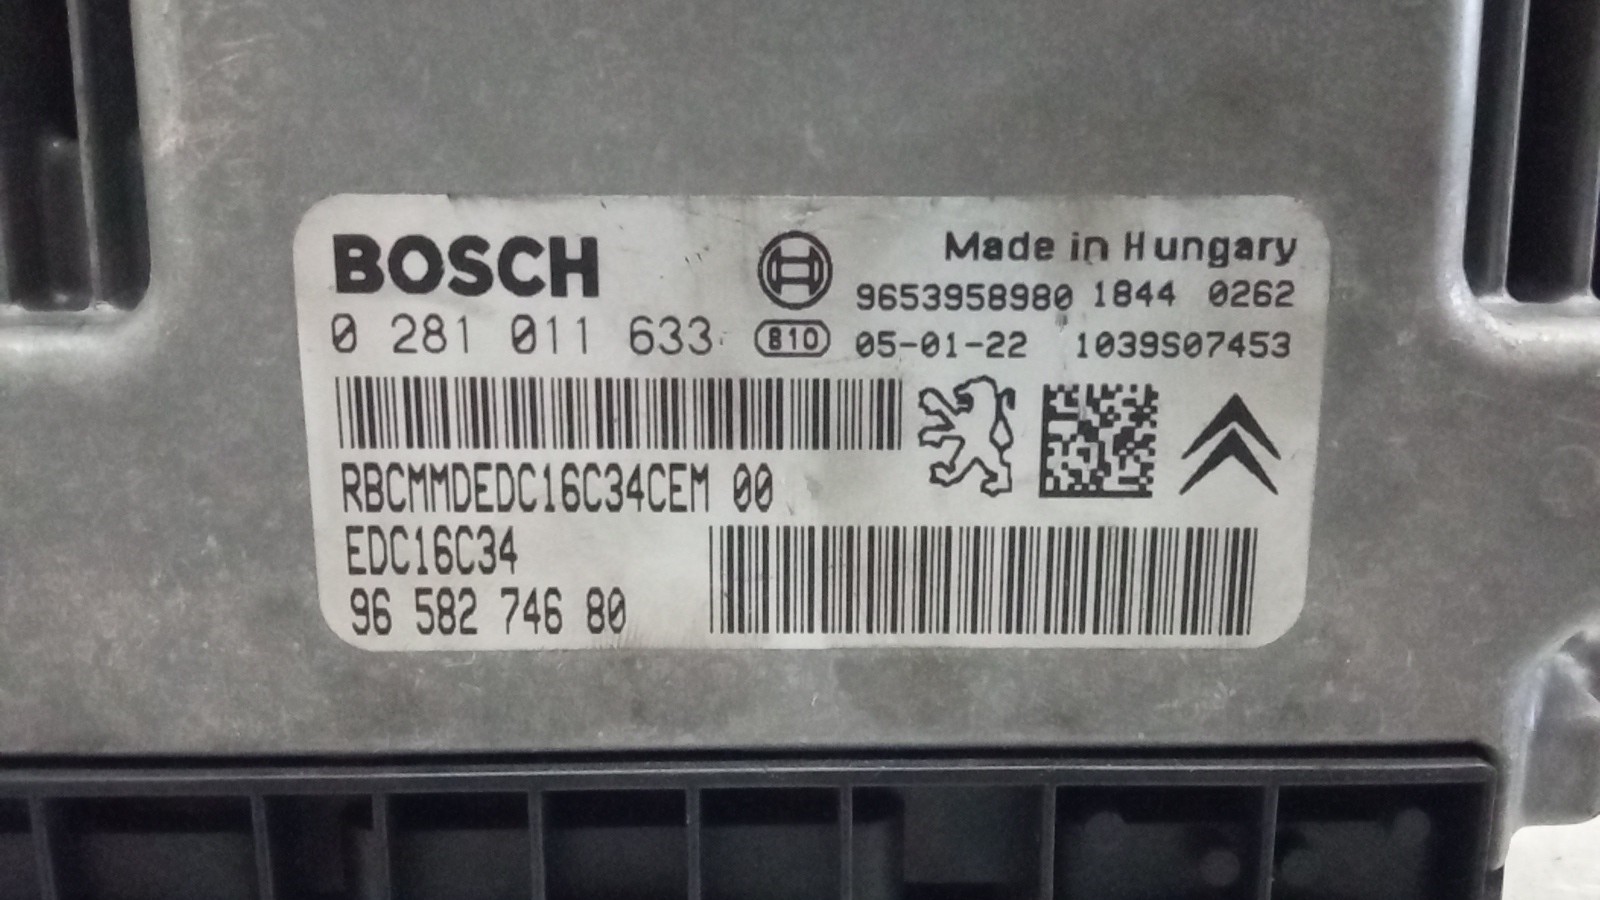 BOSCH
Made in Hungary
9653958980 1844 0262
0 281 011 633
810
05-01-22 1039S07453
RBCMMDEDC16C34CEM 00
EDC16C34
96 582 746 80